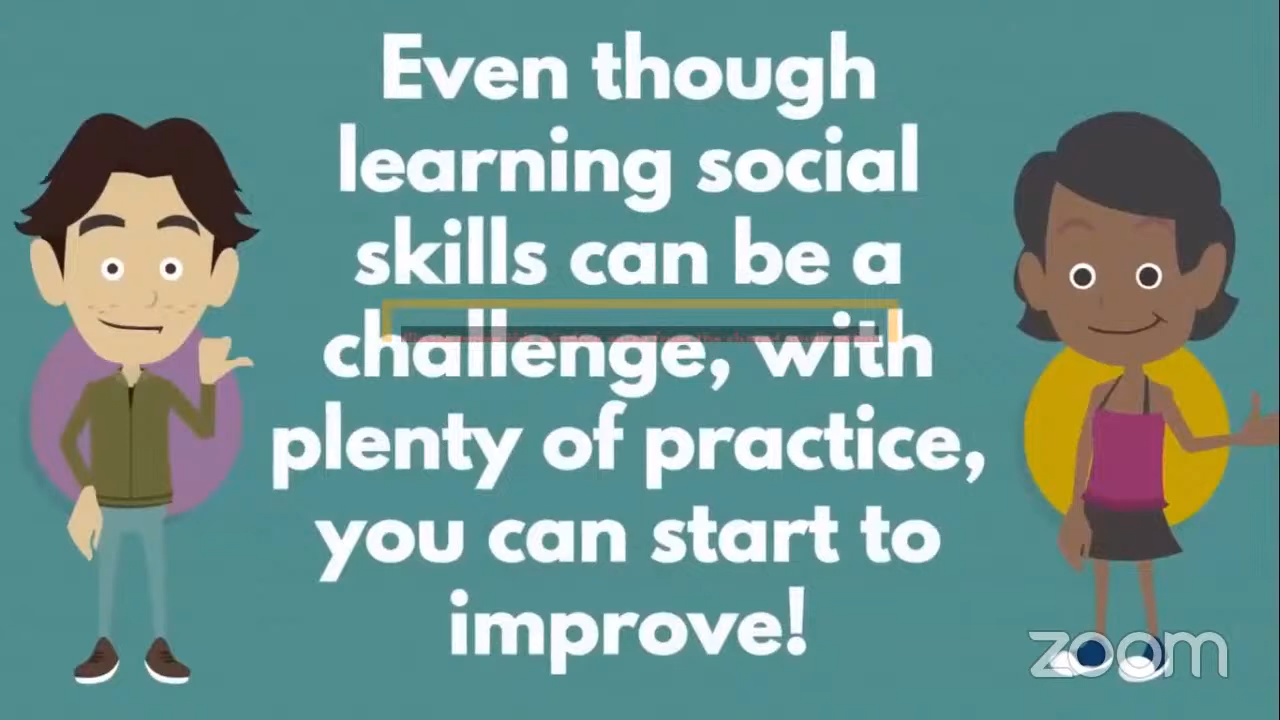 Even though
learning social
skills can be a
challenge, with
plenty of practice,
you can start to
improve!
zoom